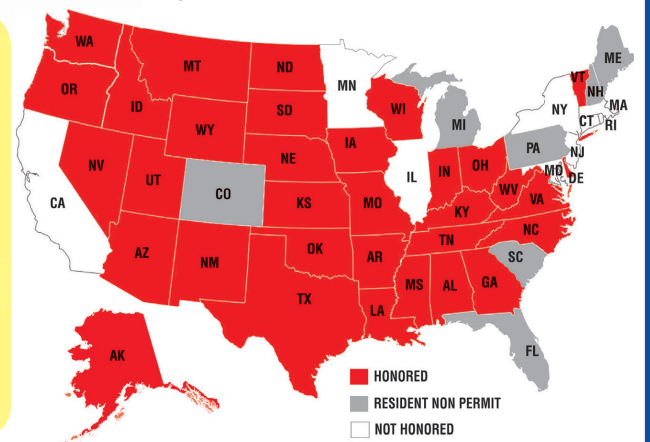 WA
ME
MT
ND
VT
MN
OR
NH
ID
SD
WI
NY
MA
WY
MI
CT
RI
IA
PA
NE
NJ
NV
OH
MD
IL
IN
DE
UT
CO
WV
CA
KS
MO
VA
KY
NC
TN
OK
AZ
AR
SC
NM
MS
AL
GA
TX
LA
FL
AK
HONORED
RESIDENT NON PERMIT
NOT HONORED